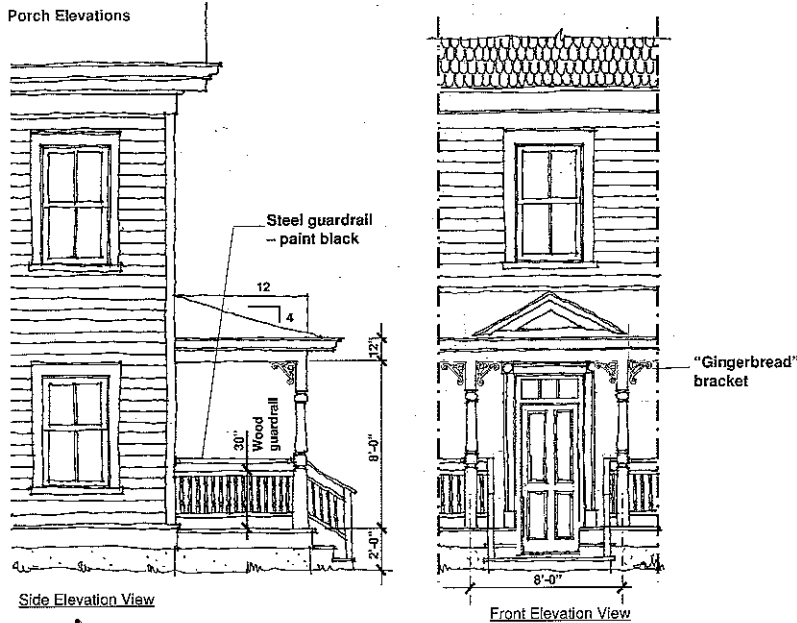 Porch Elevations
Steel guardrail
– paint black
12
4
12"
"Gingerbread"
bracket
30"
Wood
guardrail
8'-0"
2'-0"
8'-0"
Side Elevation View
Front Elevation View